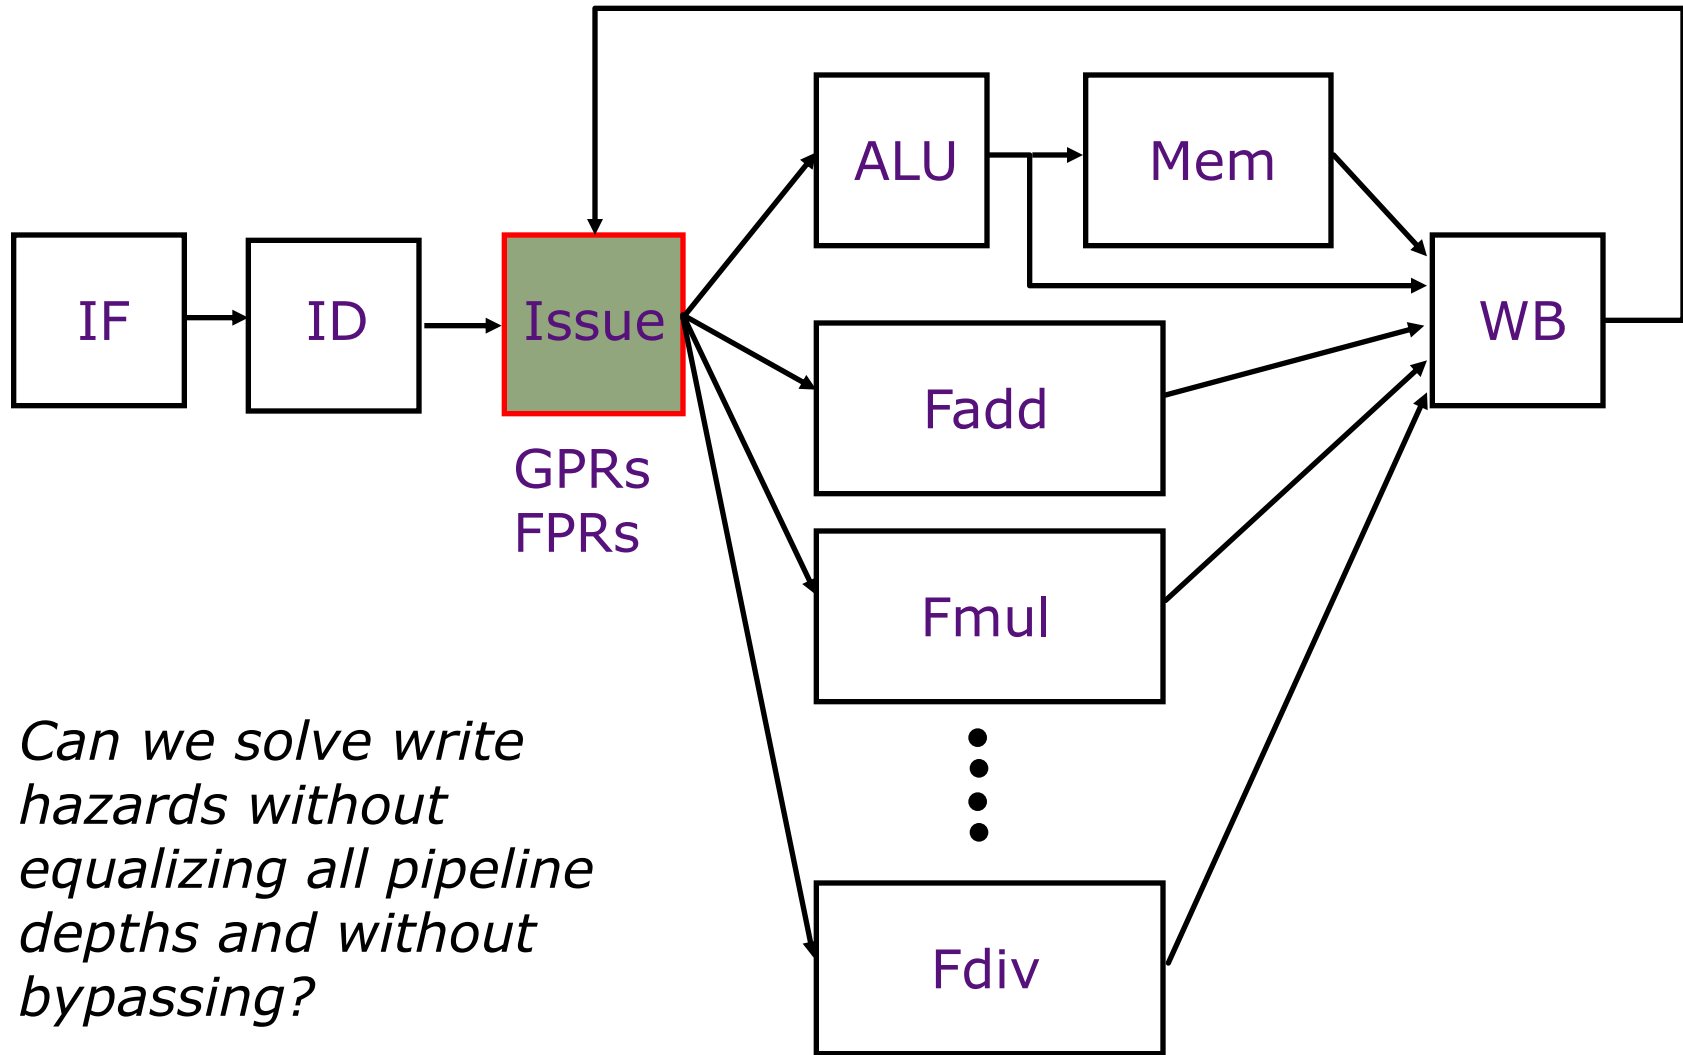 ALU
Mem
IF
ID
Issue
WB
GPRs
FPRs
Fadd
Fmul
Fdiv
Can we solve write
hazards without
equalizing all pipeline
depths and without
bypassing?